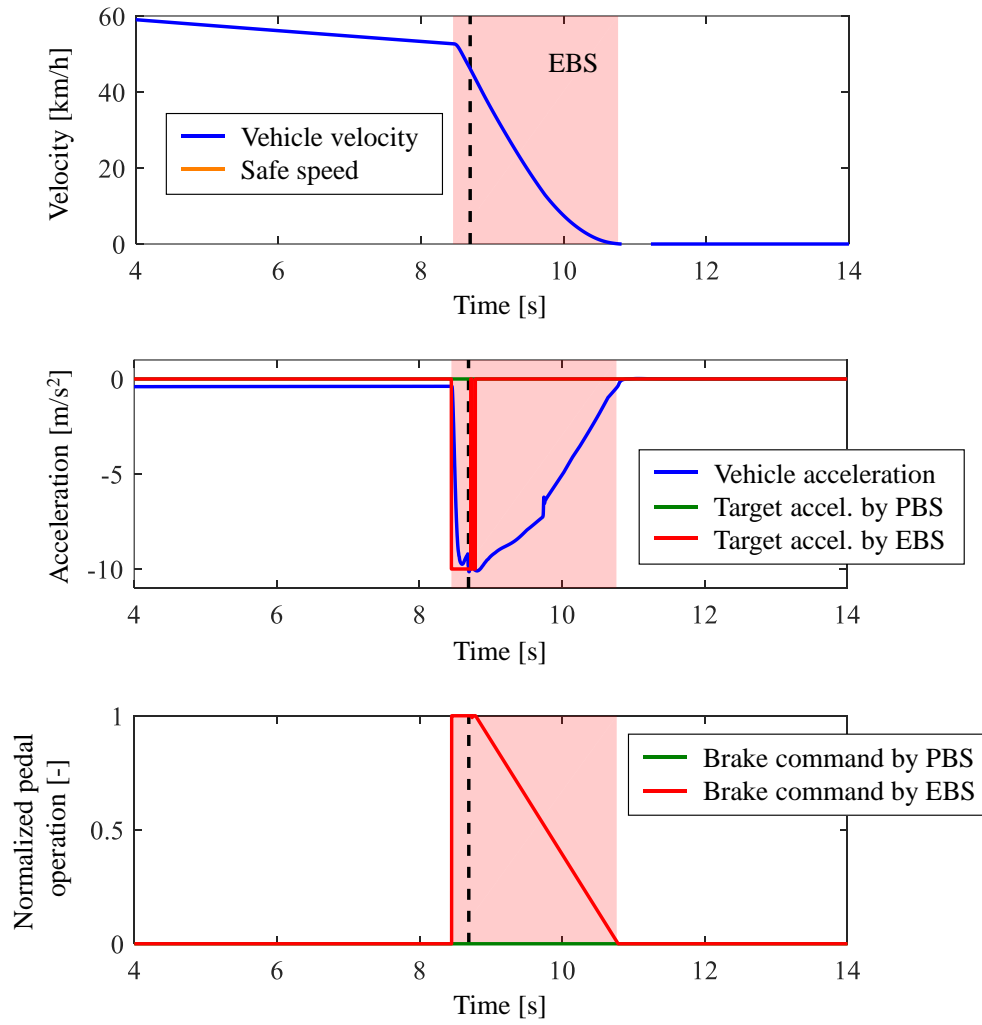 60
40
20
0
Velocity [km/h]
EBS
Vehicle velocity
Safe speed
4 6 8 10 12 14
Time [s]
0
-5
-10
Acceleration [m/s²]
Vehicle acceleration
Target accel. by PBS
Target accel. by EBS
4 6 8 10 12 14
Time [s]
1
0.5
0
Normalized pedal
operation [-]
Brake command by PBS
Brake command by EBS
4 6 8 10 12 14
Time [s]